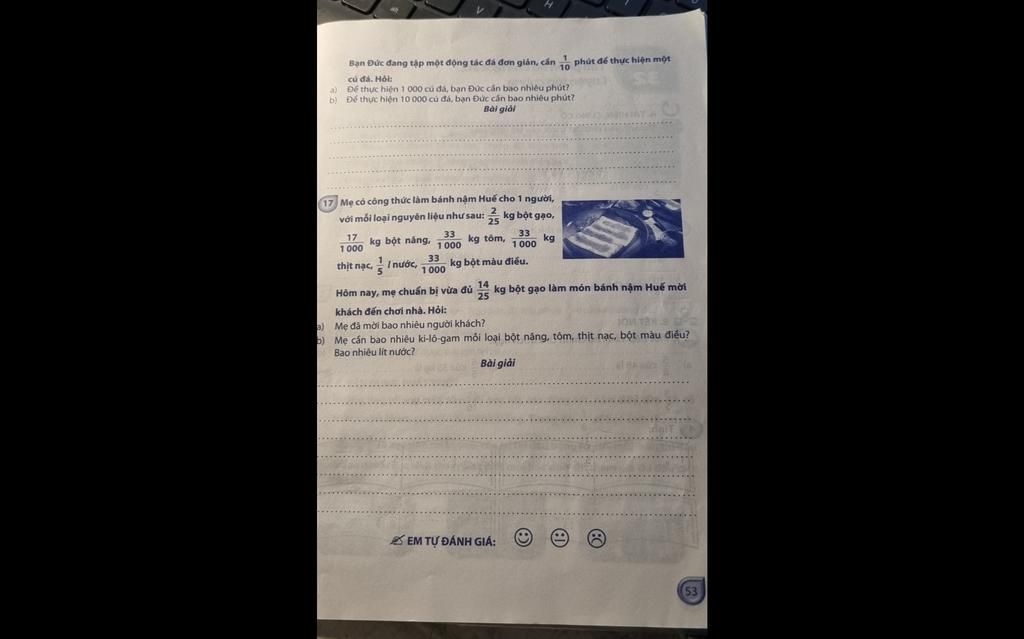 Bạn Đức đang tập một động tác đá đơn giản, cần 1/10 phút để thực hiện một
cú đá. Hỏi:
a) Để thực hiện 1 000 cú đá, bạn Đức cần bao nhiêu phút?
b) Để thực hiện 10 000 cú đá, bạn Đức cần bao nhiêu phút?
Bài giải
17 Mẹ có công thức làm bánh nậm Huế cho 1 người,
với mỗi loại nguyên liệu như sau: 2/25 kg bột gạo,
17/1 000 kg bột năng, 33/1 000 kg tôm, 33/1 000 kg
thịt nạc, 1/5 l nước, 33/1 000 kg bột màu điều.
Hôm nay, mẹ chuẩn bị vừa đủ 14/25 kg bột gạo làm món bánh nậm Huế mời
khách đến chơi nhà. Hỏi:
a) Mẹ đã mời bao nhiêu người khách?
b) Mẹ cần bao nhiêu ki-lô-gam mỗi loại bột năng, tôm, thịt nạc, bột màu điều?
Bao nhiêu lít nước?
Bài giải
EM TỰ ĐÁNH GIÁ:
53